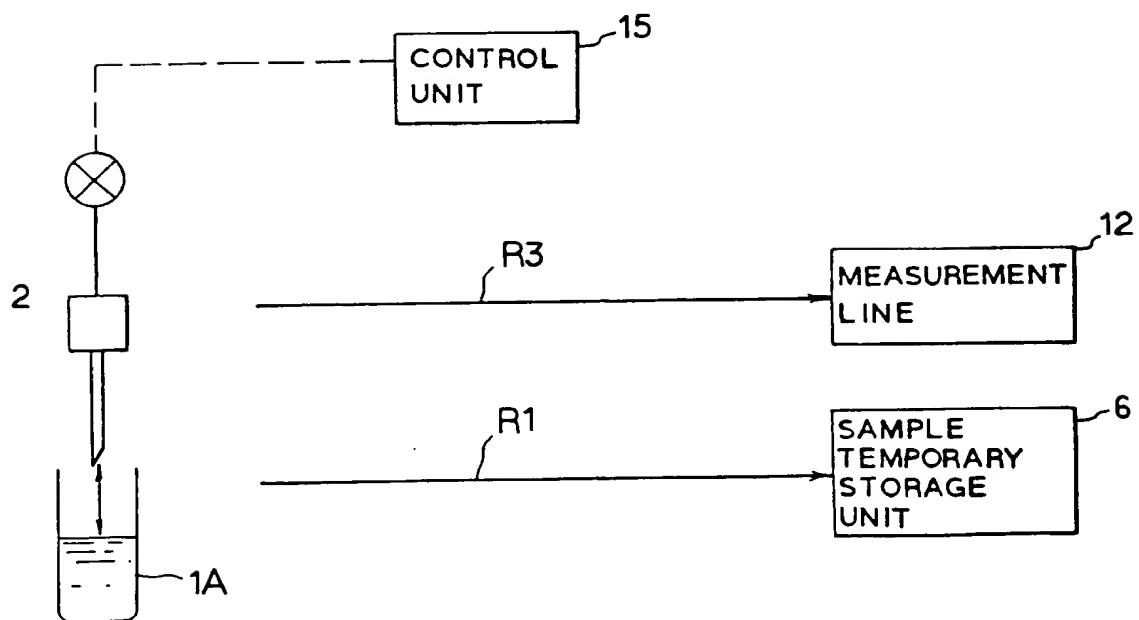 15
CONTROL
UNIT
12
R3
MEASUREMENT
LINE
2
R1
6
SAMPLE
TEMPORARY
STORAGE
UNIT
1A